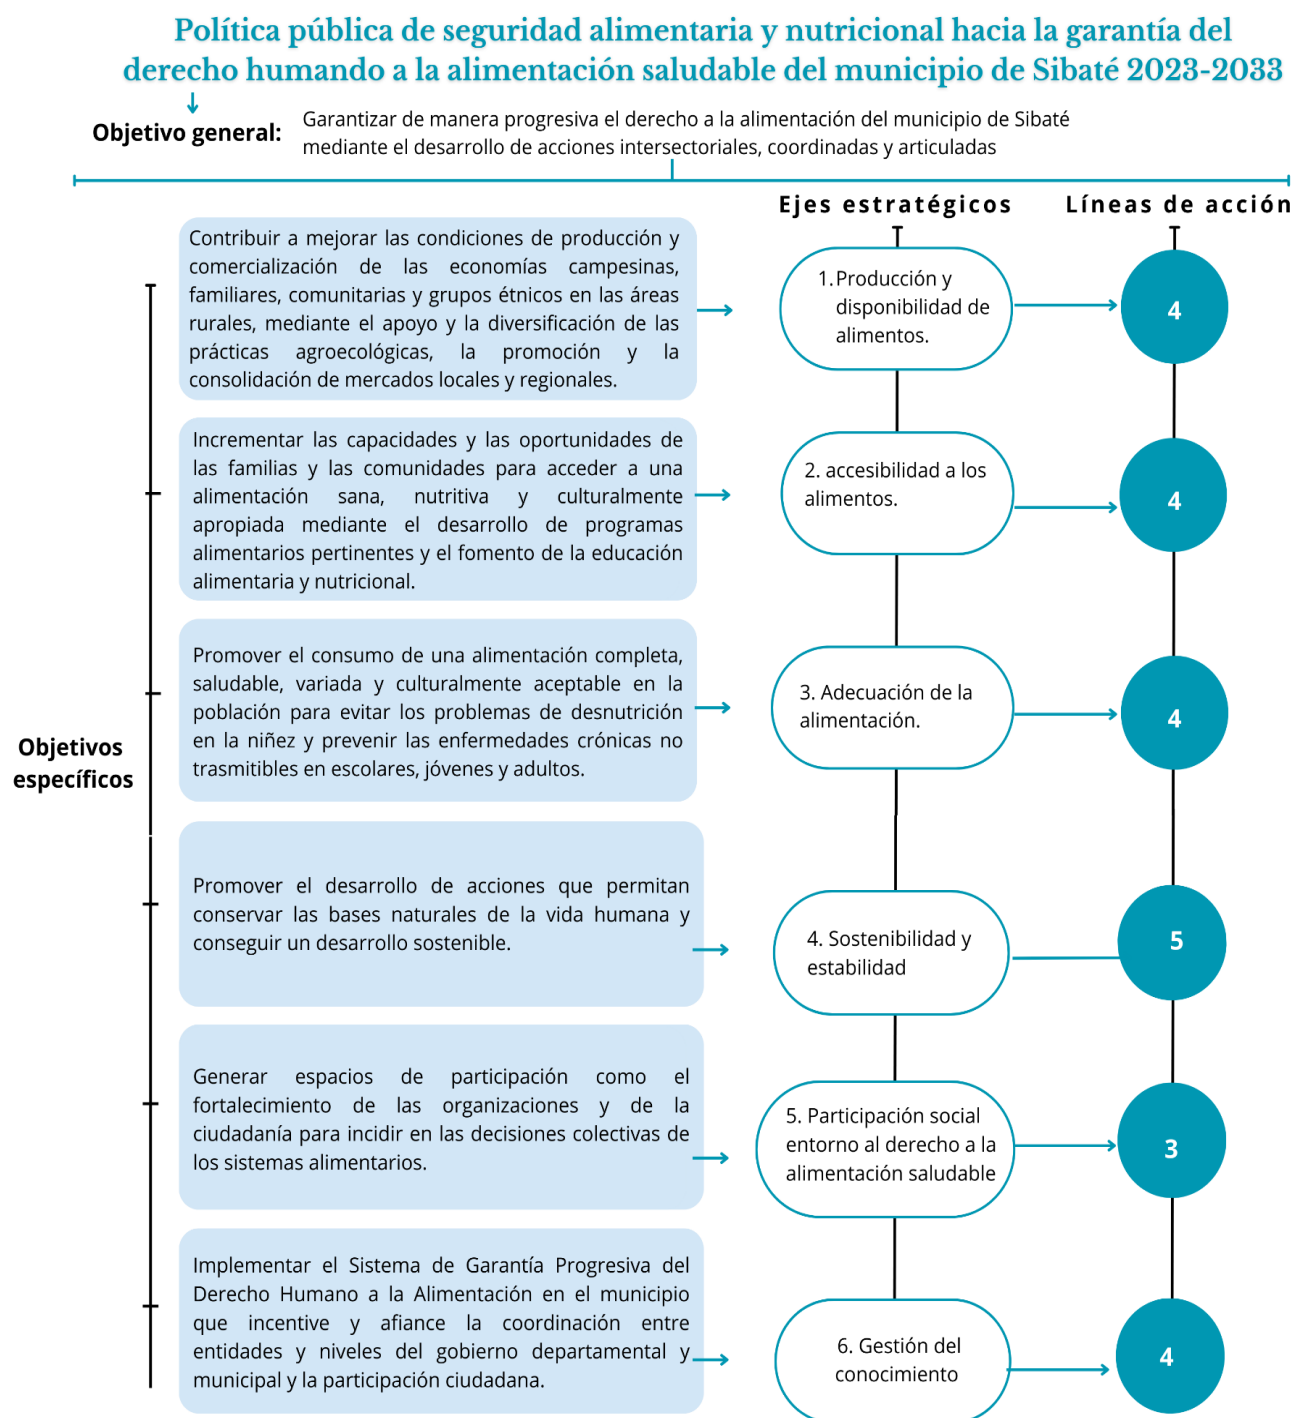 Política pública de seguridad alimentaria y nutricional hacia la garantía del
derecho humando a la alimentación saludable del municipio de Sibaté 2023-2033
Objetivo general:
Garantizar de manera progresiva el derecho a la alimentación del municipio de Sibaté
mediante el desarrollo de acciones intersectoriales, coordinadas y articuladas
Ejes estratégicos
Líneas de acción
Objetivos
específicos
Contribuir a mejorar las condiciones de producción y
comercialización de las economías campesinas,
familiares, comunitarias y grupos étnicos en las áreas
rurales, mediante el apoyo y la diversificación de las
prácticas agroecológicas, la promoción y la
consolidación de mercados locales y regionales.
1. Producción y
disponibilidad de
alimentos.
4
Incrementar las capacidades y las oportunidades de
las familias y las comunidades para acceder a una
alimentación sana, nutritiva y culturalmente
apropiada mediante el desarrollo de programas
alimentarios pertinentes y el fomento de la educación
alimentaria y nutricional.
2. accesibilidad a los
alimentos.
4
Promover el consumo de una alimentación completa,
saludable, variada y culturalmente aceptable en la
población para evitar los problemas de desnutrición
en la niñez y prevenir las enfermedades crónicas no
trasmitibles en escolares, jóvenes y adultos.
3. Adecuación de la
alimentación.
4
Promover el desarrollo de acciones que permitan
conservar las bases naturales de la vida humana y
conseguir un desarrollo sostenible.
4. Sostenibilidad y
estabilidad
5
Generar espacios de participación como el
fortalecimiento de las organizaciones y de la
ciudadanía para incidir en las decisiones colectivas de
los sistemas alimentarios.
5. Participación social
entorno al derecho a la
alimentación saludable
3
Implementar el Sistema de Garantía Progresiva del
Derecho Humano a la Alimentación en el municipio
que incentive y afiance la coordinación entre
entidades y niveles del gobierno departamental y
municipal y la participación ciudadana.
6. Gestión del
conocimiento
4